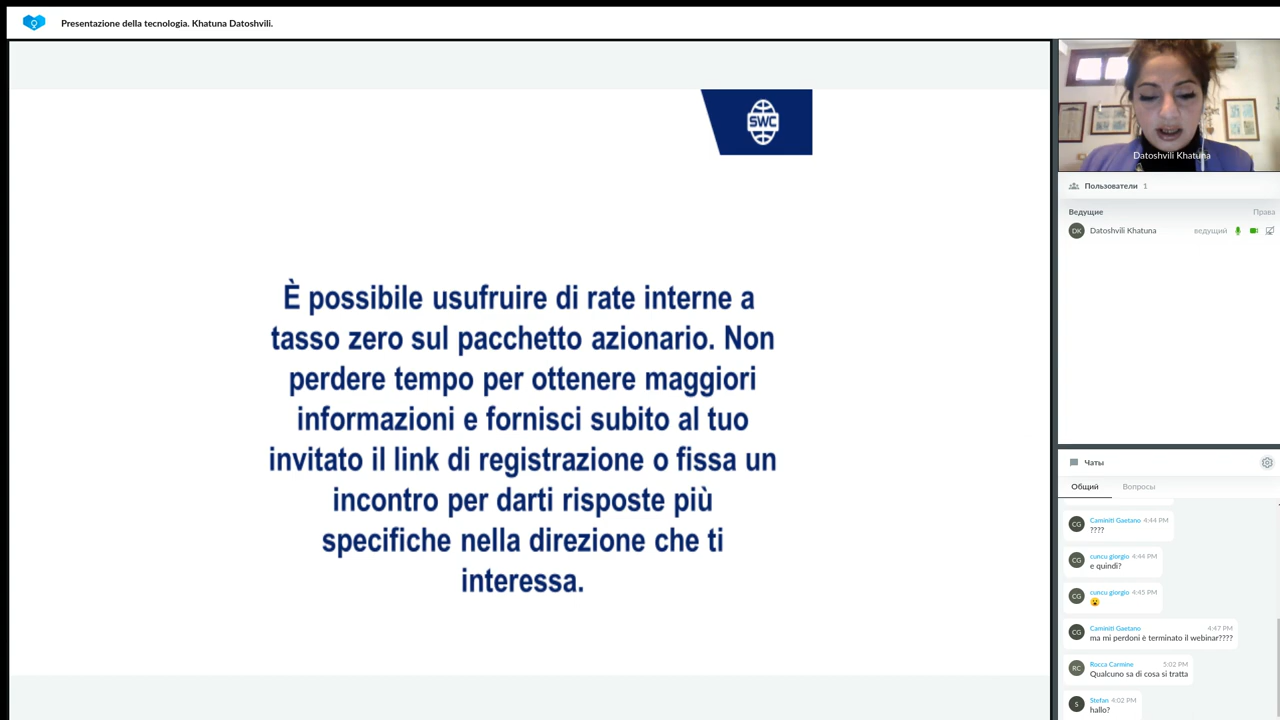 Presentazione della tecnologia. Khatuna Datoshvili.
SWC
È possibile usufruire di rate interne a
tasso zero sul pacchetto azionario. Non
perdere tempo per ottenere maggiori
informazioni e fornisci subito al tuo
invitato il link di registrazione o fissa un
incontro per darti risposte più
specifiche nella direzione che ti
interessa.
Datoshvili Khatuna
Пользователи 1
Ведущие Права
DK Datoshvili Khatuna ведущий
Чаты
Общий Вопросы
CG Caminiti Gaetano 4:44 PM
????
CG cuncu giorgio 4:44 PM
e quindi?
CG cuncu giorgio 4:45 PM
😮
CG Caminiti Gaetano 4:47 PM
ma mi perdoni è terminato il webinar????
RC Rocca Carmine 5:02 PM
Qualcuno sa di cosa si tratta
S Stefan 4:02 PM
hallo?